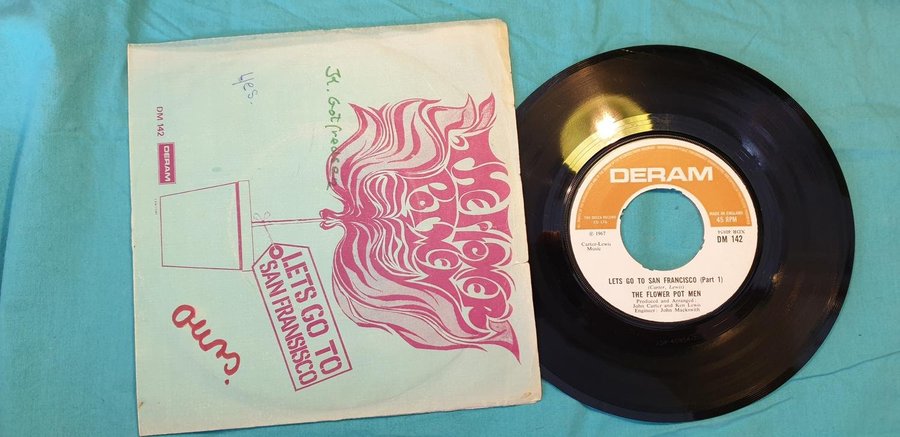 The Flower
Pot Men
LETS GO TO
SAN FRANSISCO
DM 142 DERAM
Yes.
DERAM
MADE IN ENGLAND
45 RPM
℗ 1967
Carter-Lewis
Music
DM 142
LETS GO TO SAN FRANCISCO (Part 1)
(Carter, Lewis)
THE FLOWER POT MEN
Produced and Arranged:
John Carter and Ken Lewis
Engineer: John Mackswith